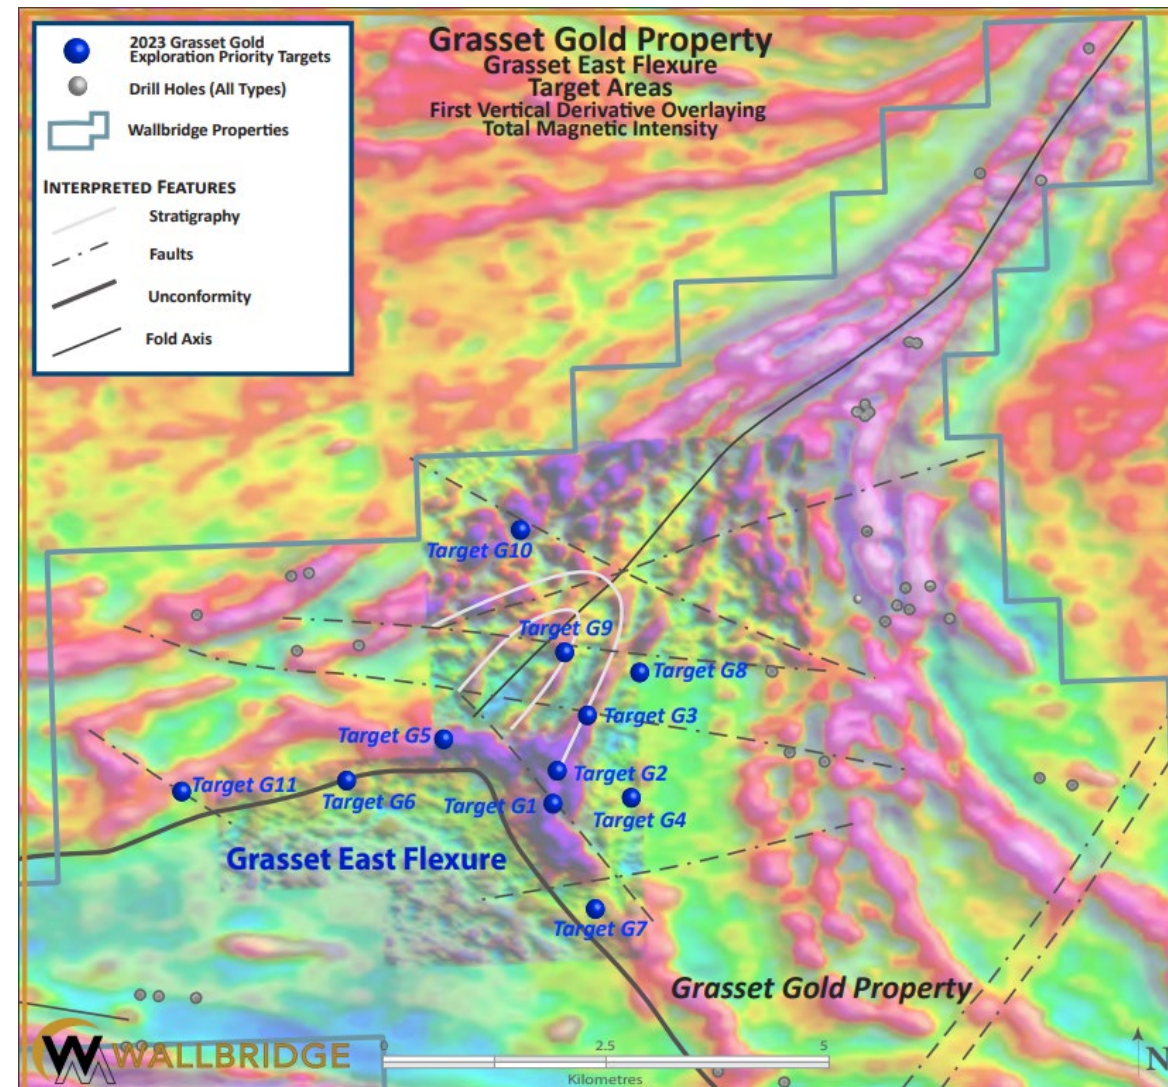 2023 Grasset Gold
Exploration Priority Targets
Drill Holes (All Types)
Wallbridge Properties
INTERPRETED FEATURES
Stratigraphy
Faults
Unconformity
Fold Axis
Grasset Gold Property
Grasset East Flexure
Target Areas
First Vertical Derivative Overlaying
Total Magnetic Intensity
Target G10
Target G9
Target G8
Target G3
Target G5
Target G2
Target G11
Target G6
Target G1
Target G4
Grasset East Flexure
Target G7
Grasset Gold Property
WALLBRIDGE
0 2.5 5
Kilometres
N